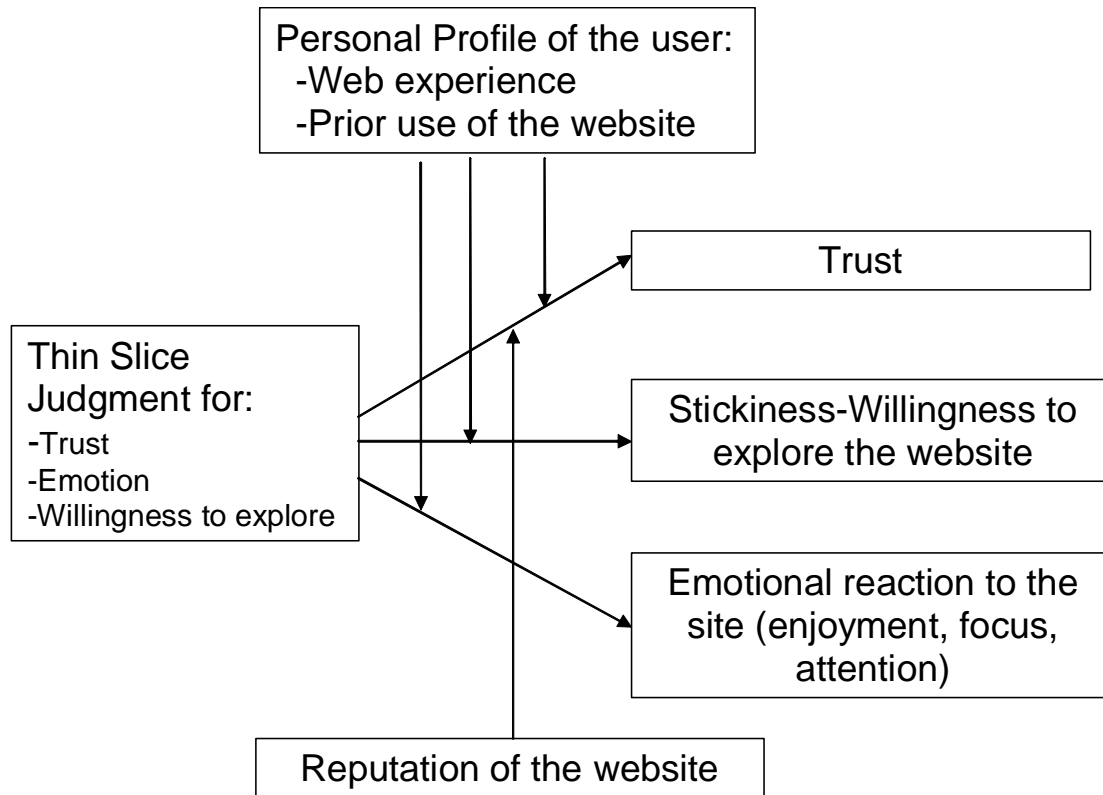 Personal Profile of the user:
-Web experience
-Prior use of the website
Trust
Thin Slice
Judgment for:
-Trust
-Emotion
-Willingness to explore
Stickiness-Willingness to
explore the website
Emotional reaction to the
site (enjoyment, focus,
attention)
Reputation of the website